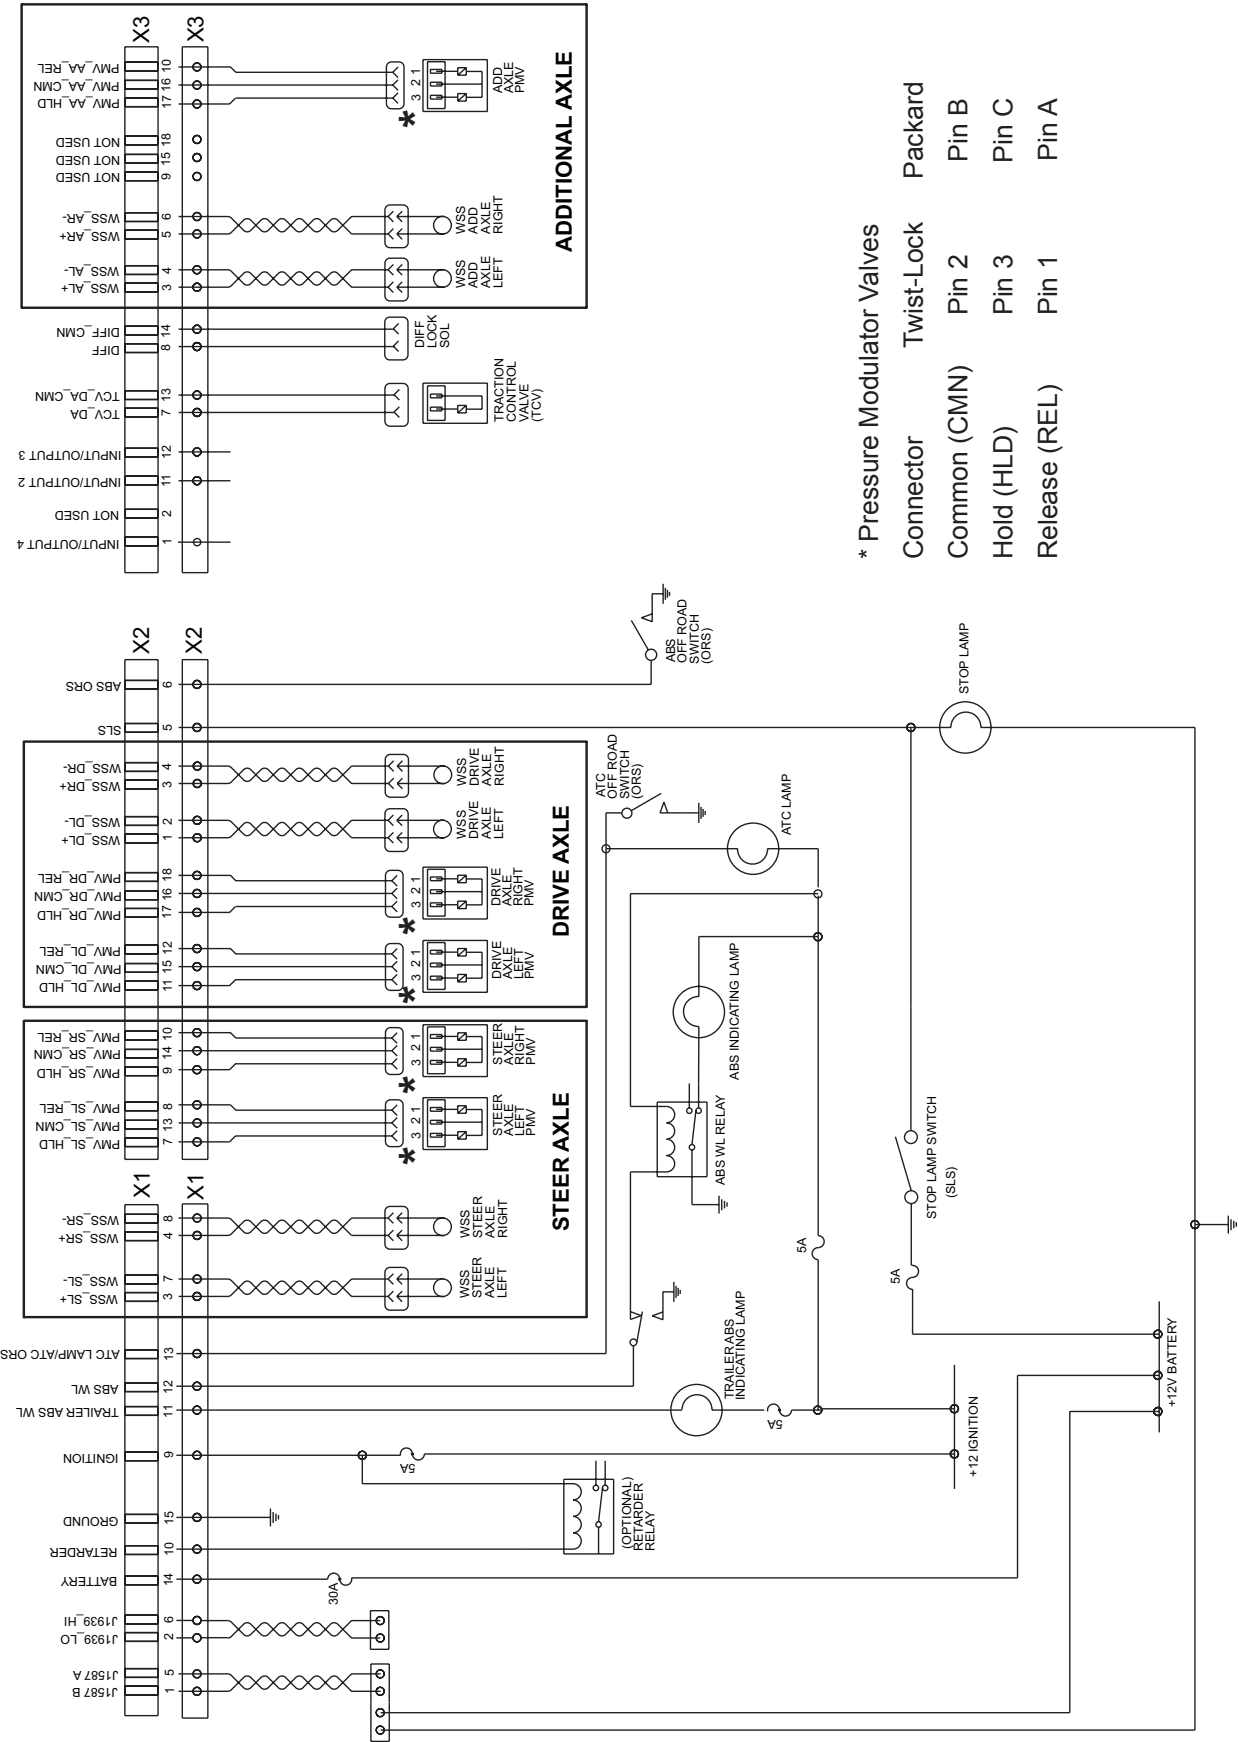 X1
X1
J1587 B
1
J1587 A
5
J1939_LO
2
J1939_HI
6
BATTERY
14
RETARDER
10
GROUND
15
IGNITION
9
TRAILER ABS WL
11
ABS WL
12
ATC LAMP/ATC ORS
13
WSS_SL+
3
WSS_SL-
7
WSS_SR+
4
WSS_SR-
8
30A
(OPTIONAL)
RETARDER
RELAY
5A
5A
TRAILER ABS
INDICATING LAMP
5A
5A
+12 IGNITION
+12V BATTERY
WSS
STEER
AXLE
LEFT
WSS
STEER
AXLE
RIGHT
STEER AXLE
X2
X2
PMV_SL_HLD
7
PMV_SL_CMN
13
PMV_SL_REL
8
PMV_SR_HLD
9
PMV_SR_CMN
14
PMV_SR_REL
10
*
3 2 1
STEER
AXLE
LEFT
PMV
*
3 2 1
STEER
AXLE
RIGHT
PMV
PMV_DL_HLD
11
PMV_DL_CMN
15
PMV_DL_REL
12
PMV_DR_HLD
17
PMV_DR_CMN
16
PMV_DR_REL
18
WSS_DL+
1
WSS_DL-
2
WSS_DR+
3
WSS_DR-
4
*
3 2 1
DRIVE
AXLE
LEFT
PMV
*
3 2 1
DRIVE
AXLE
RIGHT
PMV
WSS
DRIVE
AXLE
LEFT
WSS
DRIVE
AXLE
RIGHT
DRIVE AXLE
SLS
5
ABS ORS
6
ABS WL RELAY
ABS INDICATING LAMP
ATC
OFF ROAD
SWITCH
(ORS)
ATC LAMP
ABS
OFF ROAD
SWITCH
(ORS)
STOP LAMP SWITCH
(SLS)
STOP LAMP
X3
X3
INPUT/OUTPUT 4
1
NOT USED
2
INPUT/OUTPUT 2
11
INPUT/OUTPUT 3
12
TCV_DA
7
TCV_DA_CMN
13
DIFF
8
DIFF_CMN
14
WSS_AL+
3
WSS_AL-
4
WSS_AR+
5
WSS_AR-
6
NOT USED
9
NOT USED
15
NOT USED
18
PMV_AA_HLD
17
PMV_AA_CMN
16
PMV_AA_REL
10
TRACTION
CONTROL
VALVE
(TCV)
DIFF
LOCK
SOL
WSS
ADD
AXLE
LEFT
WSS
ADD
AXLE
RIGHT
*
3 2 1
ADD
AXLE
PMV
ADDITIONAL AXLE
* Pressure Modulator Valves
Connector Twist-Lock Packard
Common (CMN) Pin 2 Pin B
Hold (HLD) Pin 3 Pin C
Release (REL) Pin 1 Pin A